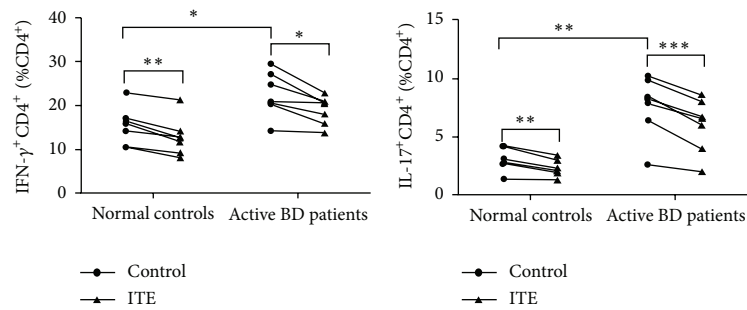 IFN-γ⁺ CD4⁺ (%CD4⁺)
40
30
20
10
0
*
**
*
Normal controls
Active BD patients
Control
ITE
IL-17⁺CD4⁺ (%CD4⁺)
15
10
5
0
**
**
***
Normal controls
Active BD patients
Control
ITE